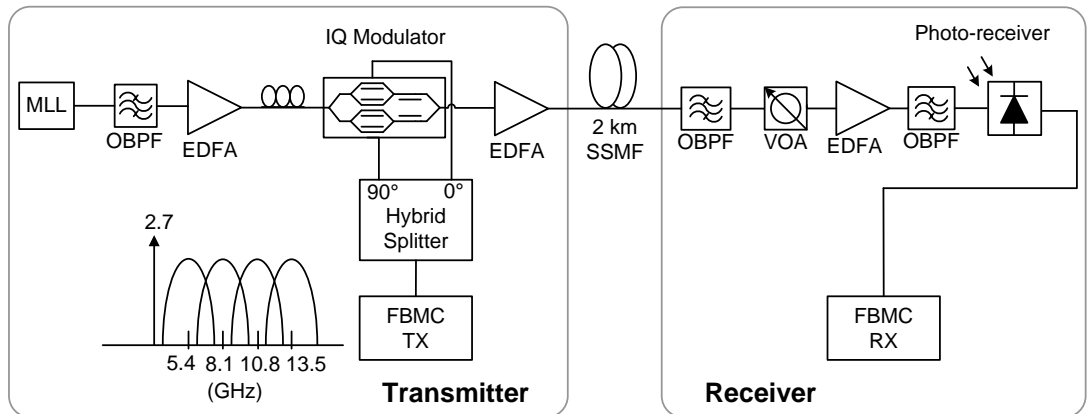 IQ Modulator
MLL
OBPF
EDFA
EDFA
2 km
SSMF
Photo-receiver
OBPF
VOA
EDFA
OBPF
90°
0°
Hybrid
Splitter
FBMC
TX
2.7
5.4
8.1
10.8
13.5
(GHz)
Transmitter
FBMC
RX
Receiver